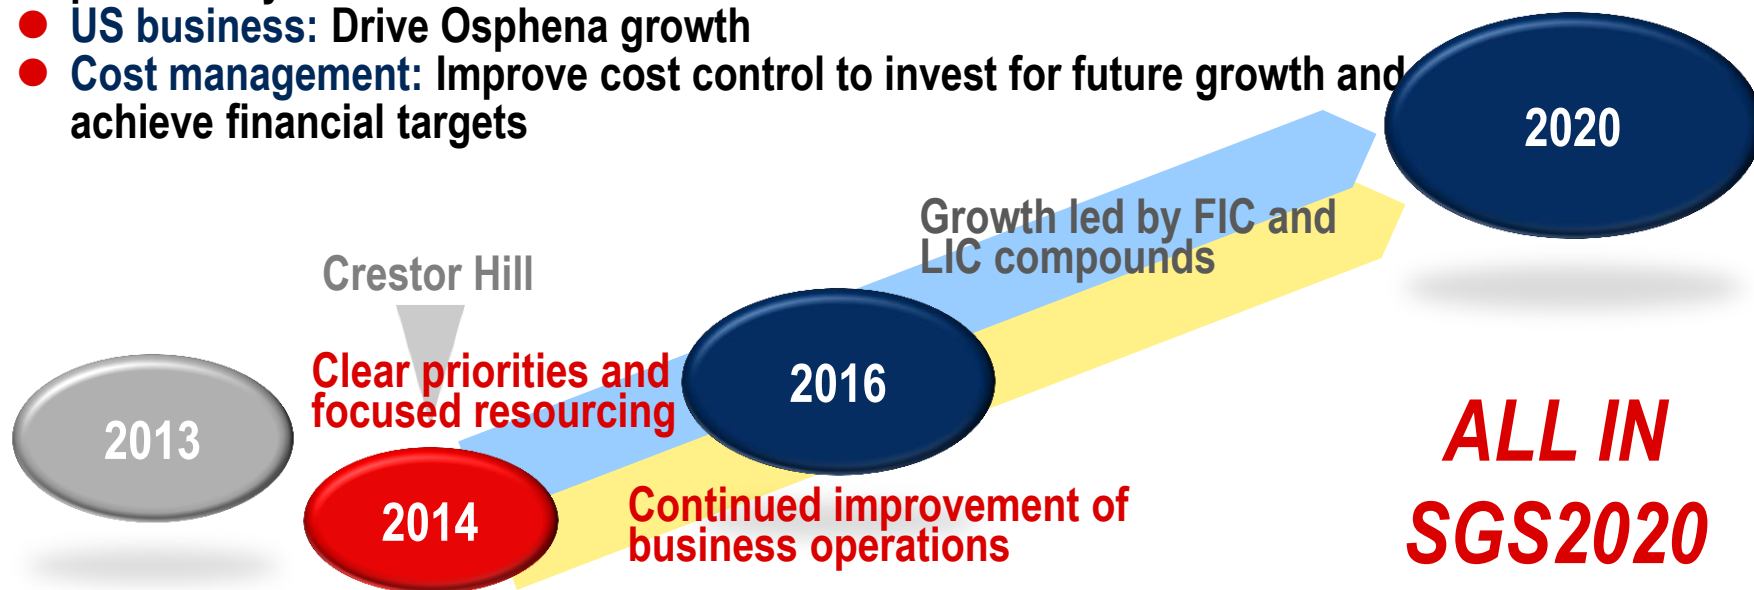 US business: Drive Osphena growth
Cost management: Improve cost control to invest for future growth and
achieve financial targets
2020
Growth led by FIC and
LIC compounds
Crestor Hill
Clear priorities and
focused resourcing
2016
2013
ALL IN
SGS2020
2014
Continued improvement of
business operations